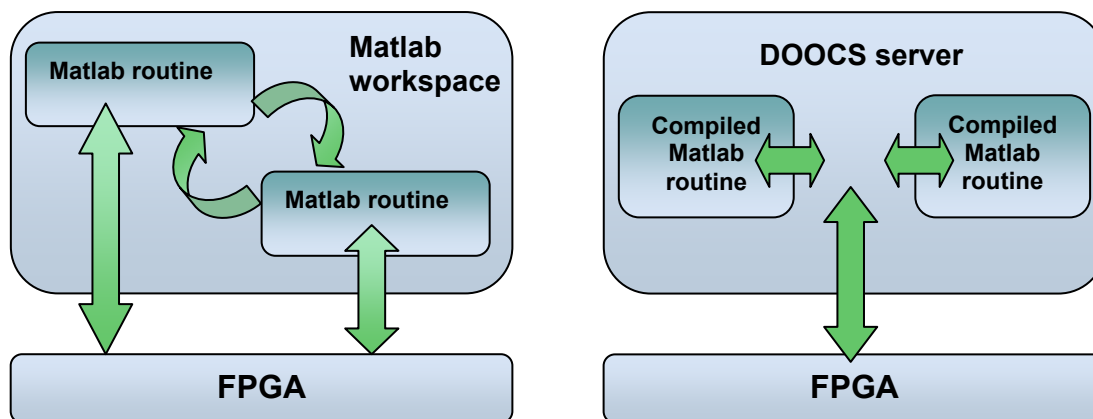 Matlab
workspace
Matlab routine
Matlab routine
FPGA
DOOCS server
Compiled
Matlab
routine
Compiled
Matlab
routine
FPGA